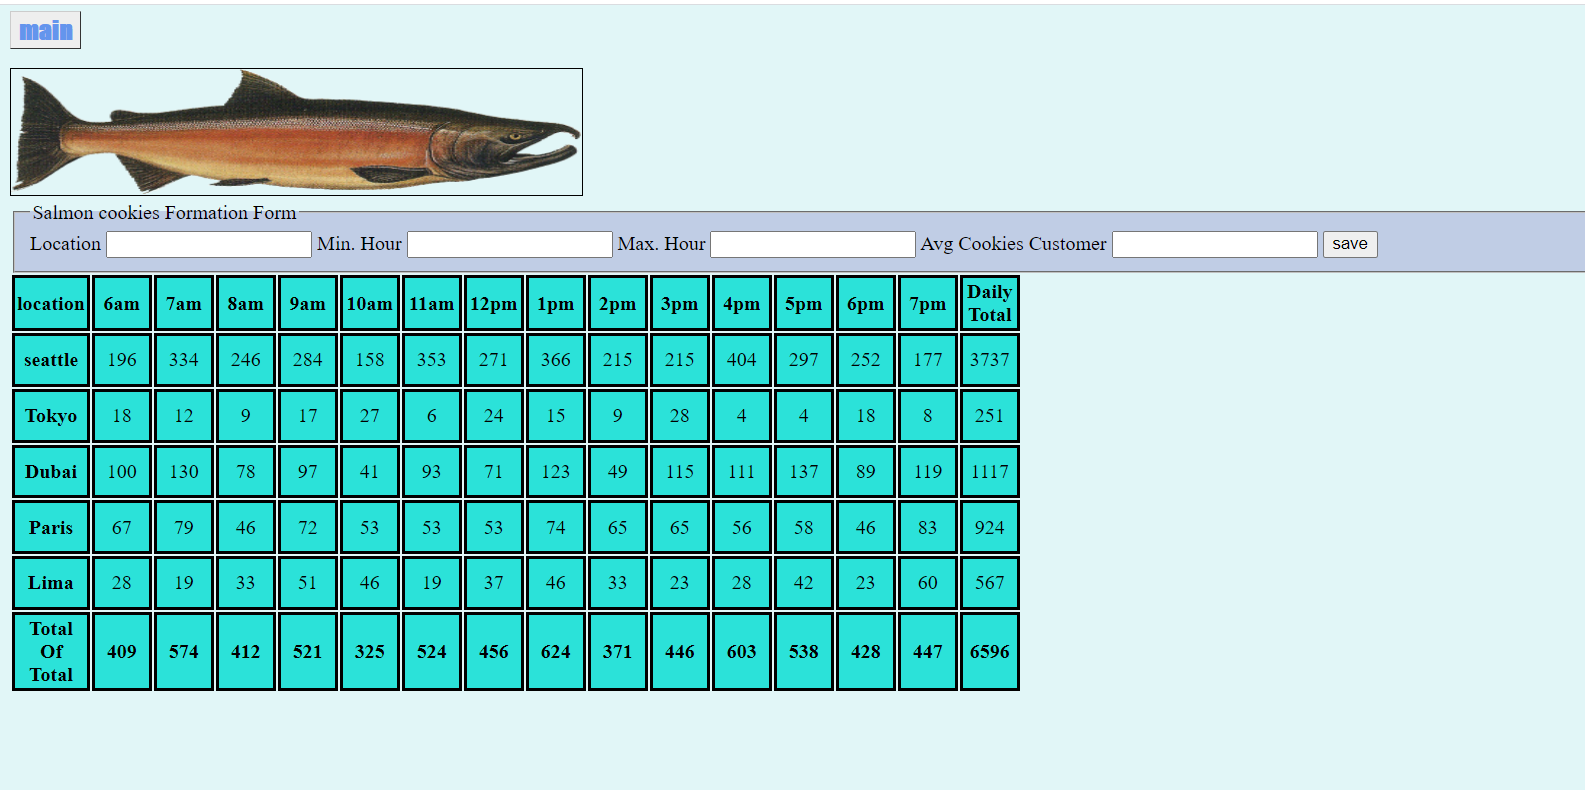 main
Salmon cookies Formation Form
Location Min. Hour Max. Hour Avg Cookies Customer save
location 6am 7am 8am 9am 10am 11am 12pm 1pm 2pm 3pm 4pm 5pm 6pm 7pm Daily Total
seattle 196 334 246 284 158 353 271 366 215 215 404 297 252 177 3737
Tokyo 18 12 9 17 27 6 24 15 9 28 4 4 18 8 251
Dubai 100 130 78 97 41 93 71 123 49 115 111 137 89 119 1117
Paris 67 79 46 72 53 53 53 74 65 65 56 58 46 83 924
Lima 28 19 33 51 46 19 37 46 33 23 28 42 23 60 567
Total Of Total 409 574 412 521 325 524 456 624 371 446 603 538 428 447 6596